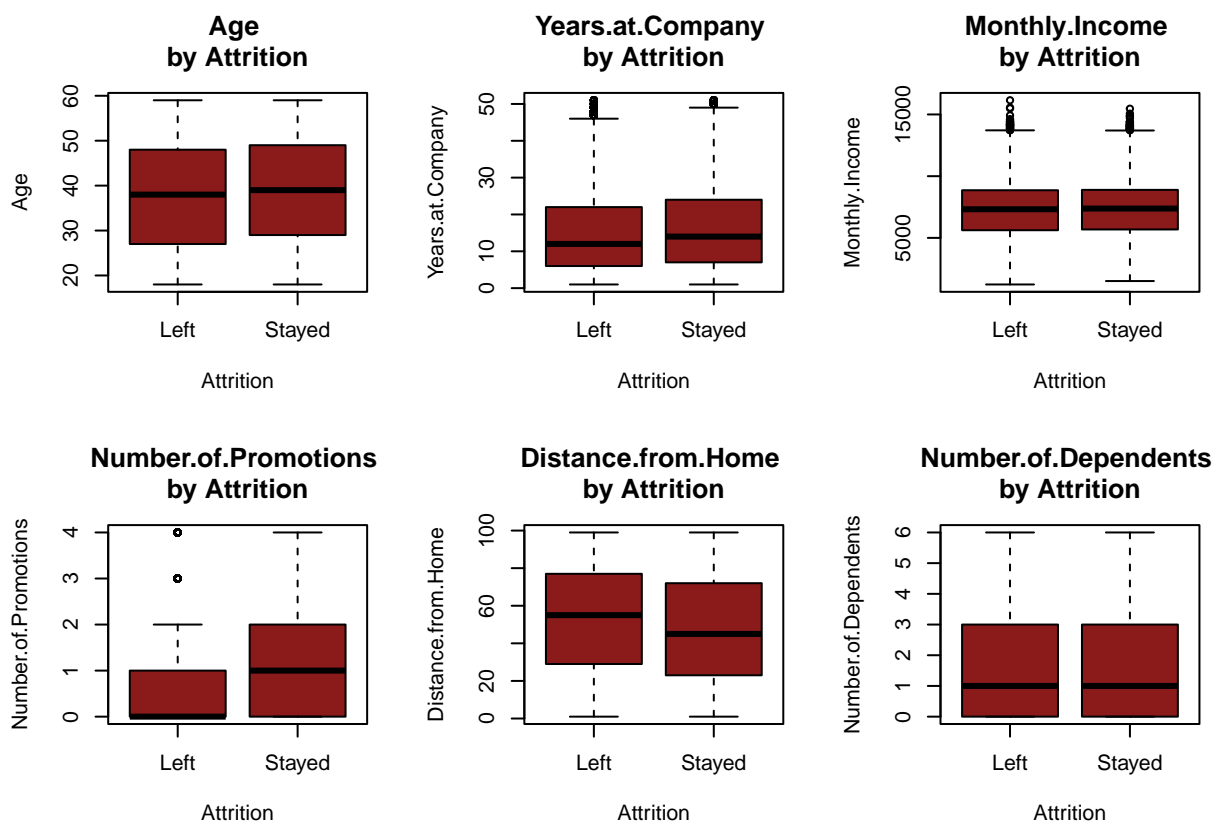 Age
by Attrition
Age
20
30
40
50
60
Left
Stayed
Attrition
Years.at.Company
by Attrition
Years.at.Company
0
10
30
50
Left
Stayed
Attrition
Monthly.Income
by Attrition
Monthly.Income
5000
15000
Left
Stayed
Attrition
Number.of.Promotions
by Attrition
Number.of.Promotions
0
1
2
3
4
Left
Stayed
Attrition
Distance.from.Home
by Attrition
Distance.from.Home
0
20
60
100
Left
Stayed
Attrition
Number.of.Dependents
by Attrition
Number.of.Dependents
0
1
2
3
4
5
6
Left
Stayed
Attrition